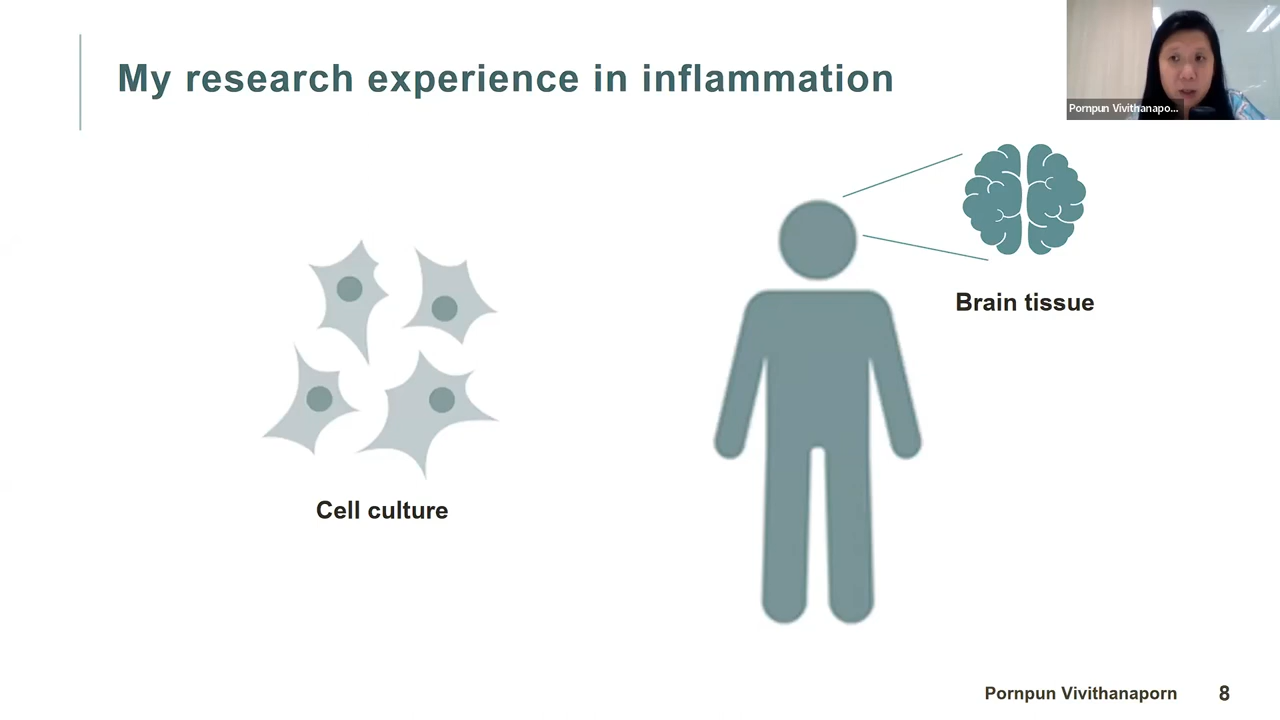 My research experience in inflammation
Pornpun Vivithanapo...
Brain tissue
Cell culture
Pornpun Vivithanaporn
8